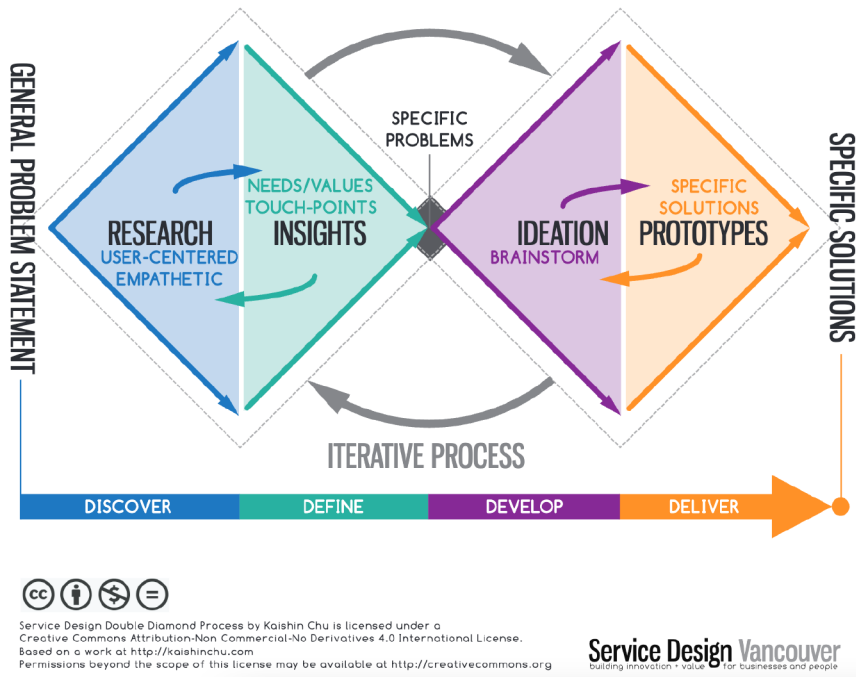 GENERAL PROBLEM STATEMENT
SPECIFIC
PROBLEMS
NEEDS/VALUES
TOUCH-POINTS
RESEARCH
INSIGHTS
USER-CENTERED
EMPATHETIC
SPECIFIC
SOLUTIONS
IDEATION
PROTOTYPES
BRAINSTORM
SPECIFIC SOLUTIONS
ITERATIVE PROCESS
DISCOVER
DEFINE
DEVELOP
DELIVER
cc
Service Design Double Diamond Process by Kaishin Chu is licensed under a
Creative Commons Attribution-Non Commercial-No Derivatives 4.0 International License.
Based on a work at http://kaishinchu.com
Permissions beyond the scope of this license may be available at http://creativecommons.org
Service Design Vancouver
building innovation + value for businesses and people